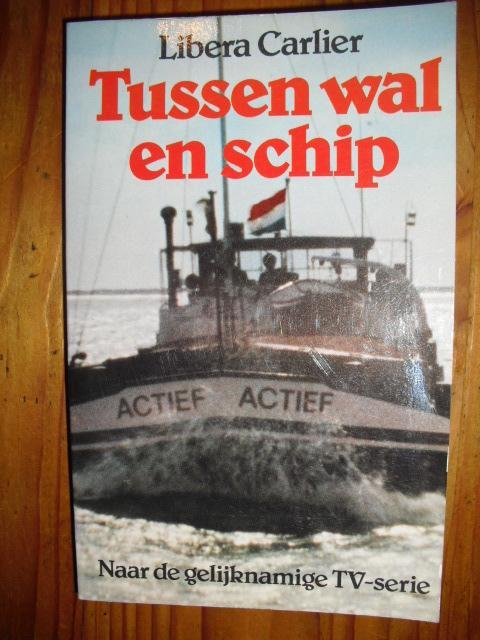 Libera Carlier
Tussen wal
en schip
ACTIEF ACTIEF
Naar de gelijknamige TV-serie